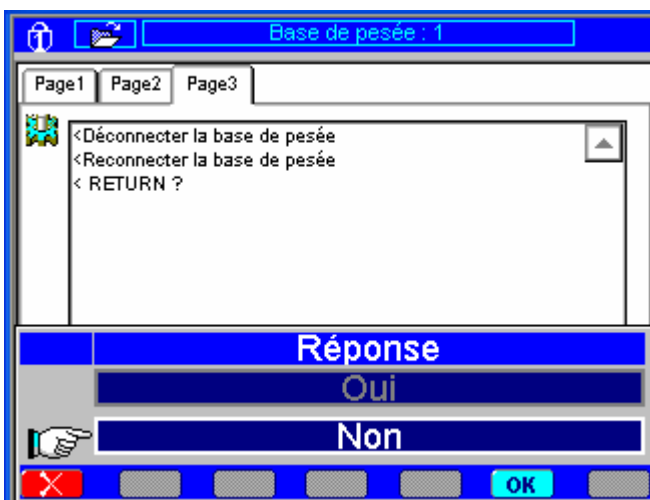 1 Base de pesée : 1
Page1 Page2 Page3
<Déconnecter la base de pesée
<Reconnecter la base de pesée
< RETURN ?
Réponse
Oui
Non
OK